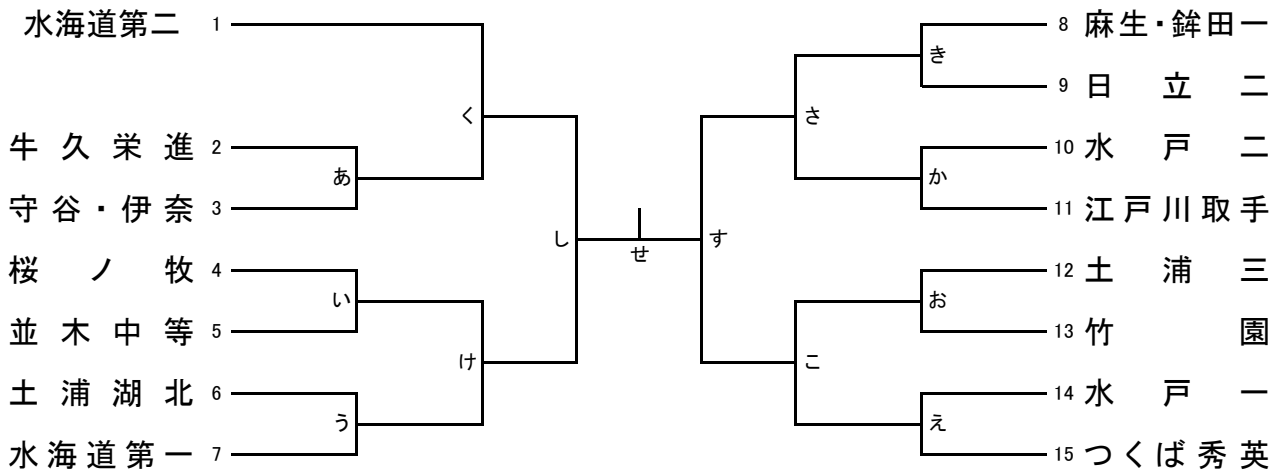 水海道第二 1
8 麻生・鉾田一
き
9 日立二
く
さ
牛久栄進 2
10 水戸二
あ
か
守谷・伊奈 3
11 江戸川取手
し
せ
す
桜ノ牧 4
12 土浦三
い
お
並木中等 5
13 竹園
け
こ
土浦湖北 6
14 水戸一
う
え
水海道第一 7
15 つくば秀英